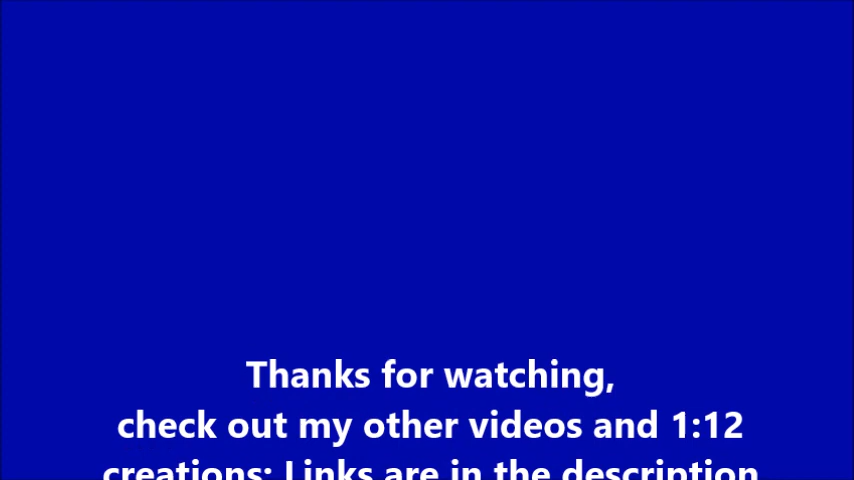 Thanks for watching,
check out my other videos and 1:12
creations: Links are in the description